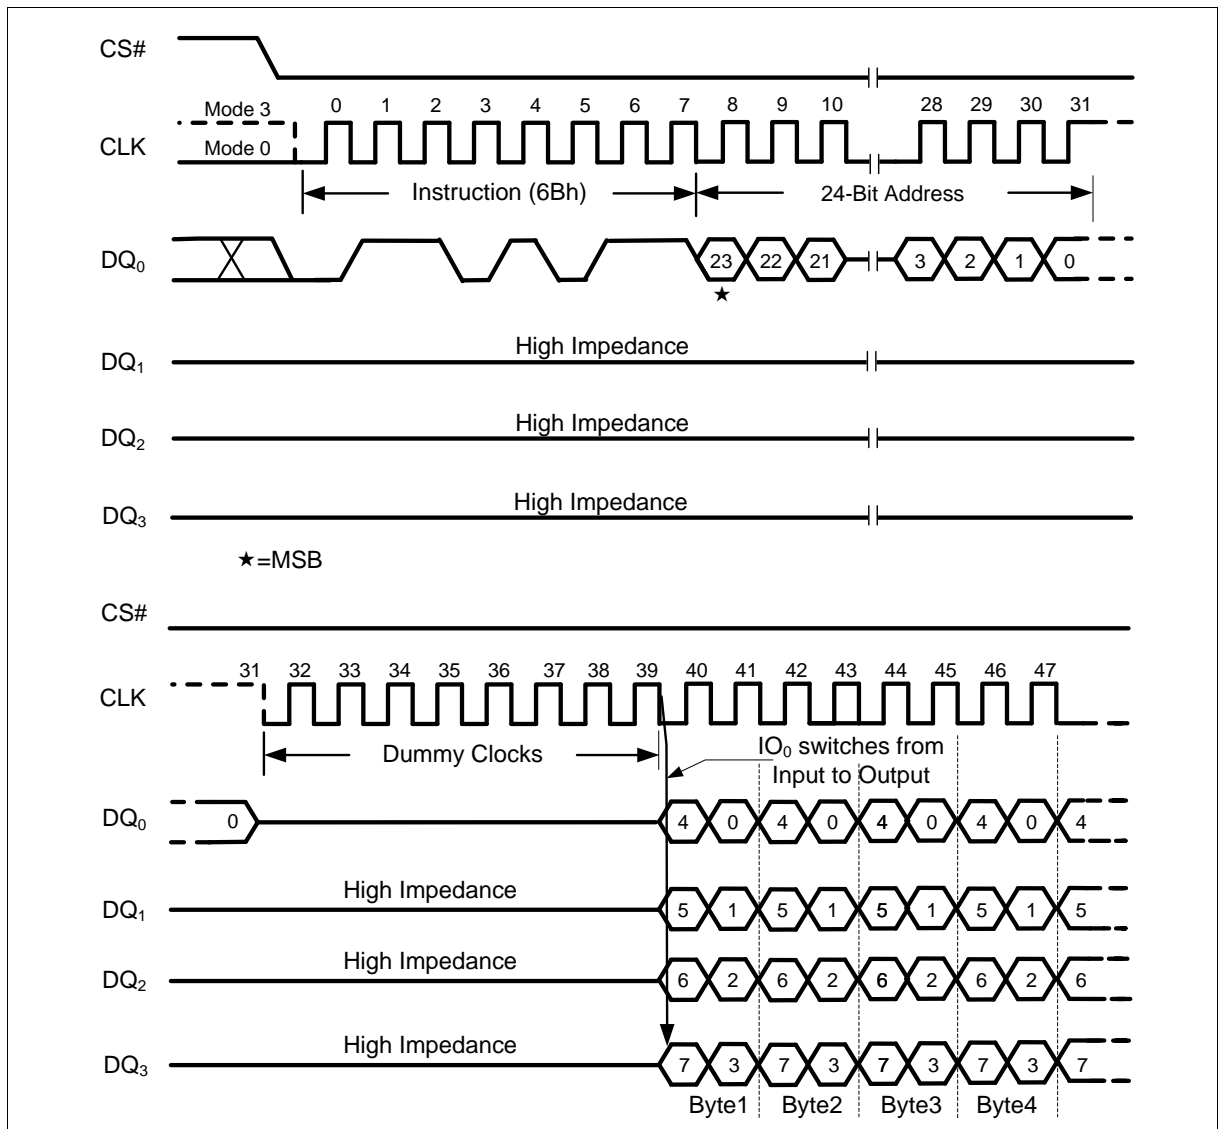 CS#
Mode 3 0 1 2 3 4 5 6 7 8 9 10 28 29 30 31
CLK
Mode 0
Instruction (6Bh) 24-Bit Address
DQ0 23 22 21 3 2 1 0
★
High Impedance
DQ1
High Impedance
DQ2
High Impedance
DQ3
★=MSB
CS#
31 32 33 34 35 36 37 38 39 40 41 42 43 44 45 46 47
CLK
Dummy Clocks
IO0 switches from
Input to Output
DQ0 0 4 0 4 0 4 0 4 0 4
High Impedance
DQ1 5 1 5 1 5 1 5 1 5
High Impedance
DQ2 6 2 6 2 6 2 6 2 6
High Impedance
DQ3 7 3 7 3 7 3 7 3 7
Byte1 Byte2 Byte3 Byte4